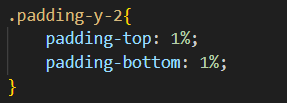 .padding-y-2{
    padding-top: 1%;
    padding-bottom: 1%;
}